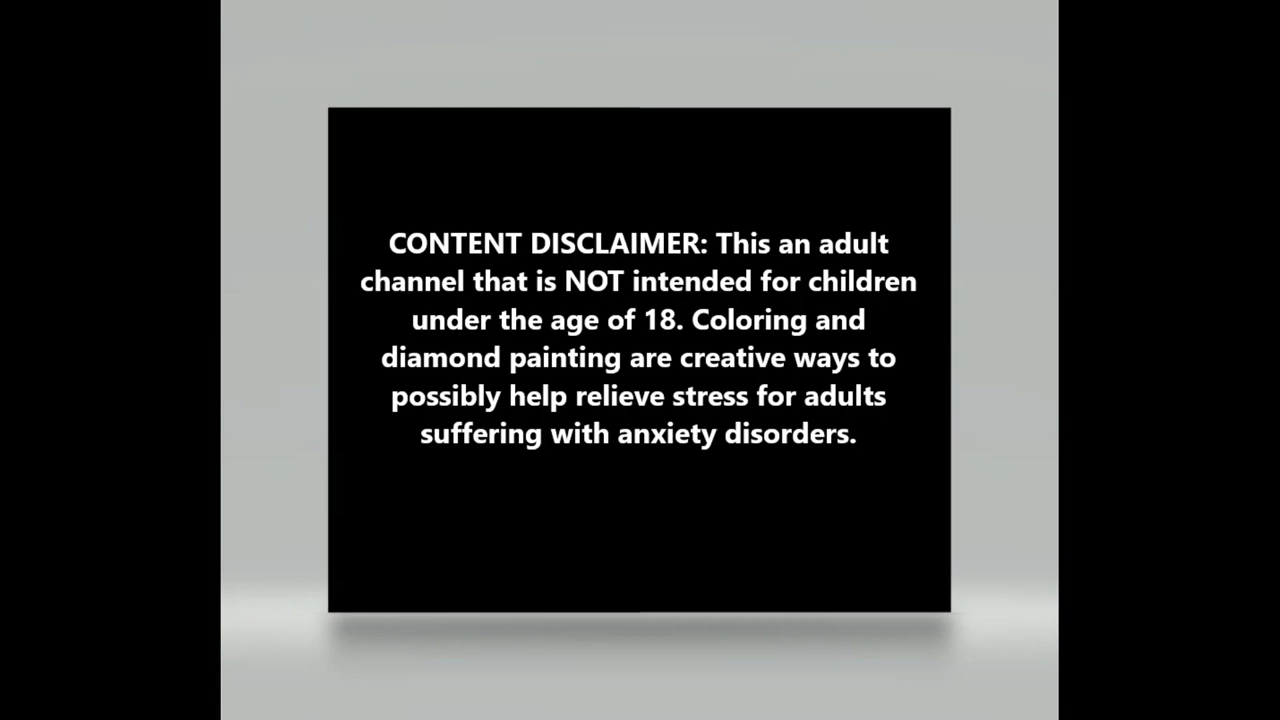 CONTENT DISCLAIMER: This an adult
channel that is NOT intended for children
under the age of 18. Coloring and
diamond painting are creative ways to
possibly help relieve stress for adults
suffering with anxiety disorders.